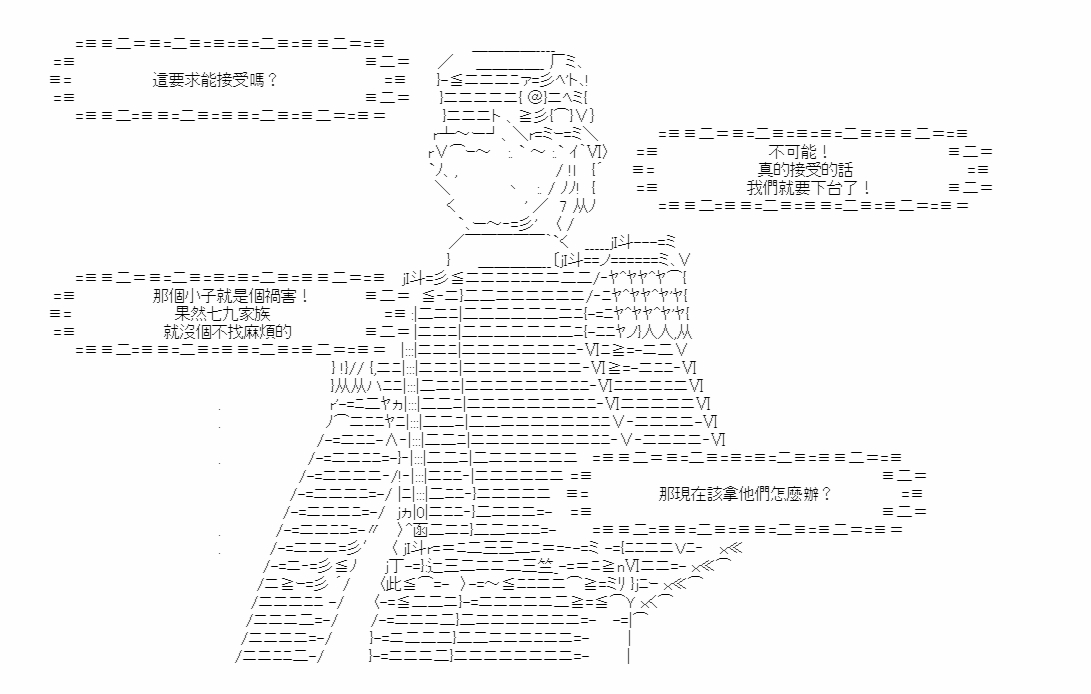 這要求能接受嗎？
不可能！
真的接受的話
我們就要下台了！
那個小子就是個禍害！
果然七九家族
就沒個不找麻煩的
那現在該拿他們怎麼辦？